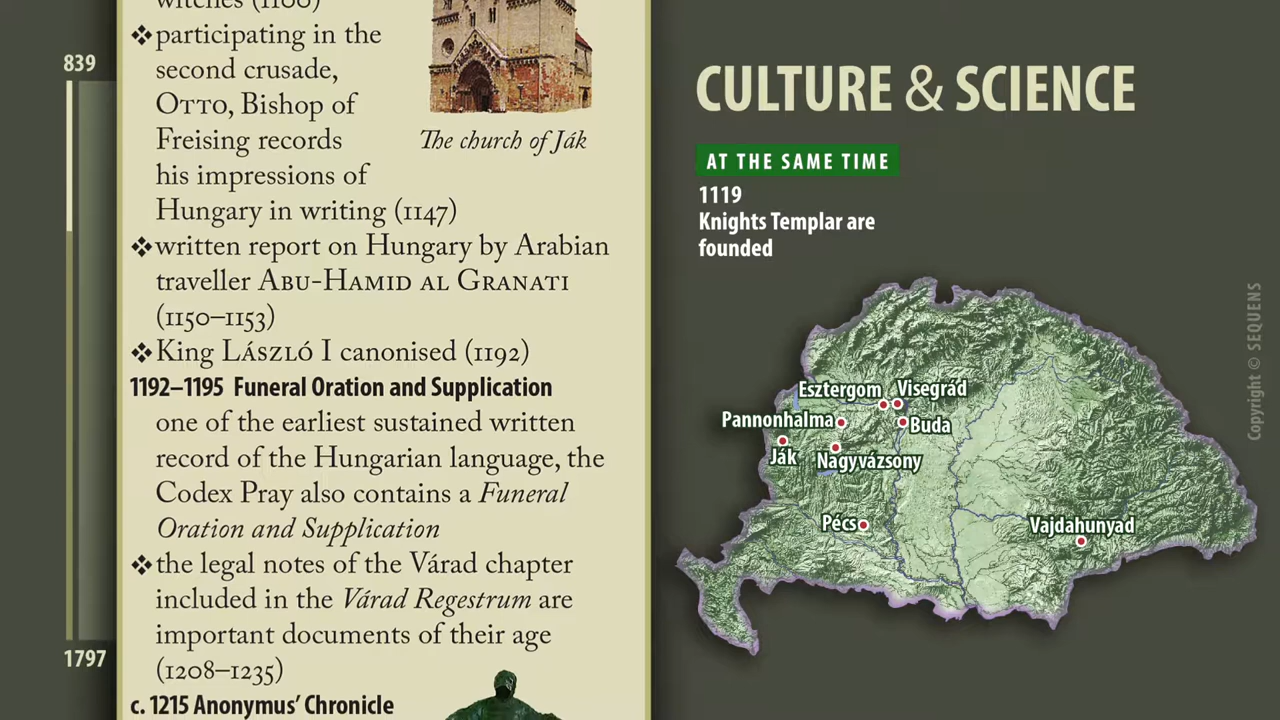 witches (1100)
❖participating in the
second crusade,
OTTO, Bishop of
Freising records
his impressions of
Hungary in writing (1147)
The church of Ják
❖written report on Hungary by Arabian
traveller ABU-HAMID AL GRANATI
(1150–1153)
❖King LÁSZLÓ I canonised (1192)
1192–1195 Funeral Oration and Supplication
one of the earliest sustained written
record of the Hungarian language, the
Codex Pray also contains a Funeral
Oration and Supplication
❖the legal notes of the Várad chapter
included in the Várad Regestrum are
important documents of their age
(1208–1235)
c. 1215 Anonymus’ Chronicle
839
1797
CULTURE & SCIENCE
AT THE SAME TIME
1119
Knights Templar are
founded
Esztergom
Visegrád
Pannonhalma
Buda
Ják
Nagyvázsony
Pécs
Vajdahunyad
Copyright © SEQUENS